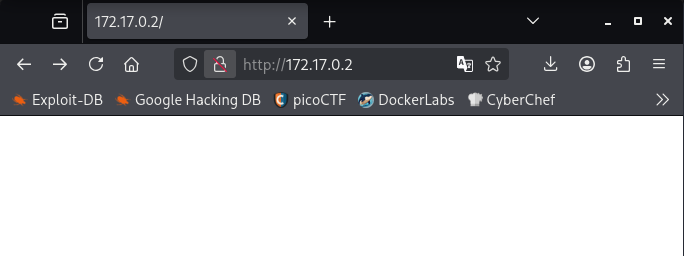 172.17.0.2/
http://172.17.0.2
Exploit-DB Google Hacking DB picoCTF DockerLabs CyberChef